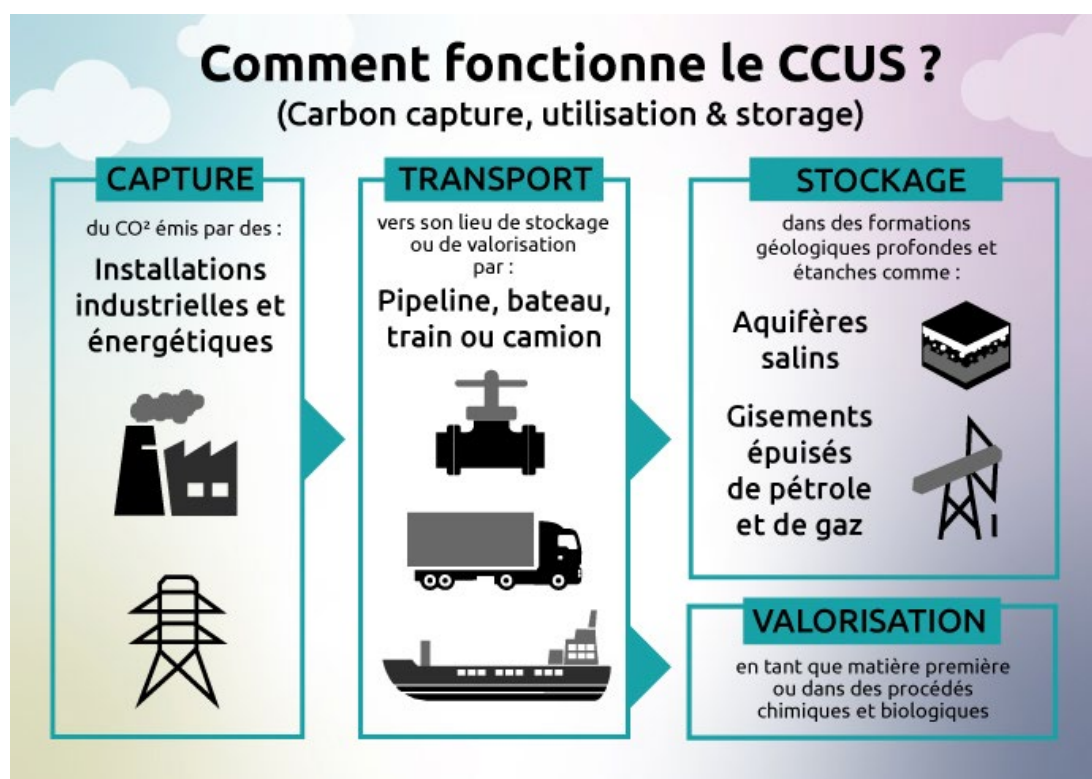 Comment fonctionne le CCUS ?
(Carbon capture, utilisation & storage)
CAPTURE
du CO² émis par des :
Installations
industrielles et
énergétiques
TRANSPORT
vers son lieu de stockage
ou de valorisation
par :
Pipeline, bateau,
train ou camion
STOCKAGE
dans des formations
géologiques profondes et
étanches comme :
Aquifères
salins
Gisements
épuisés
de pétrole
et de gaz
VALORISATION
en tant que matière première
ou dans des procédés
chimiques et biologiques